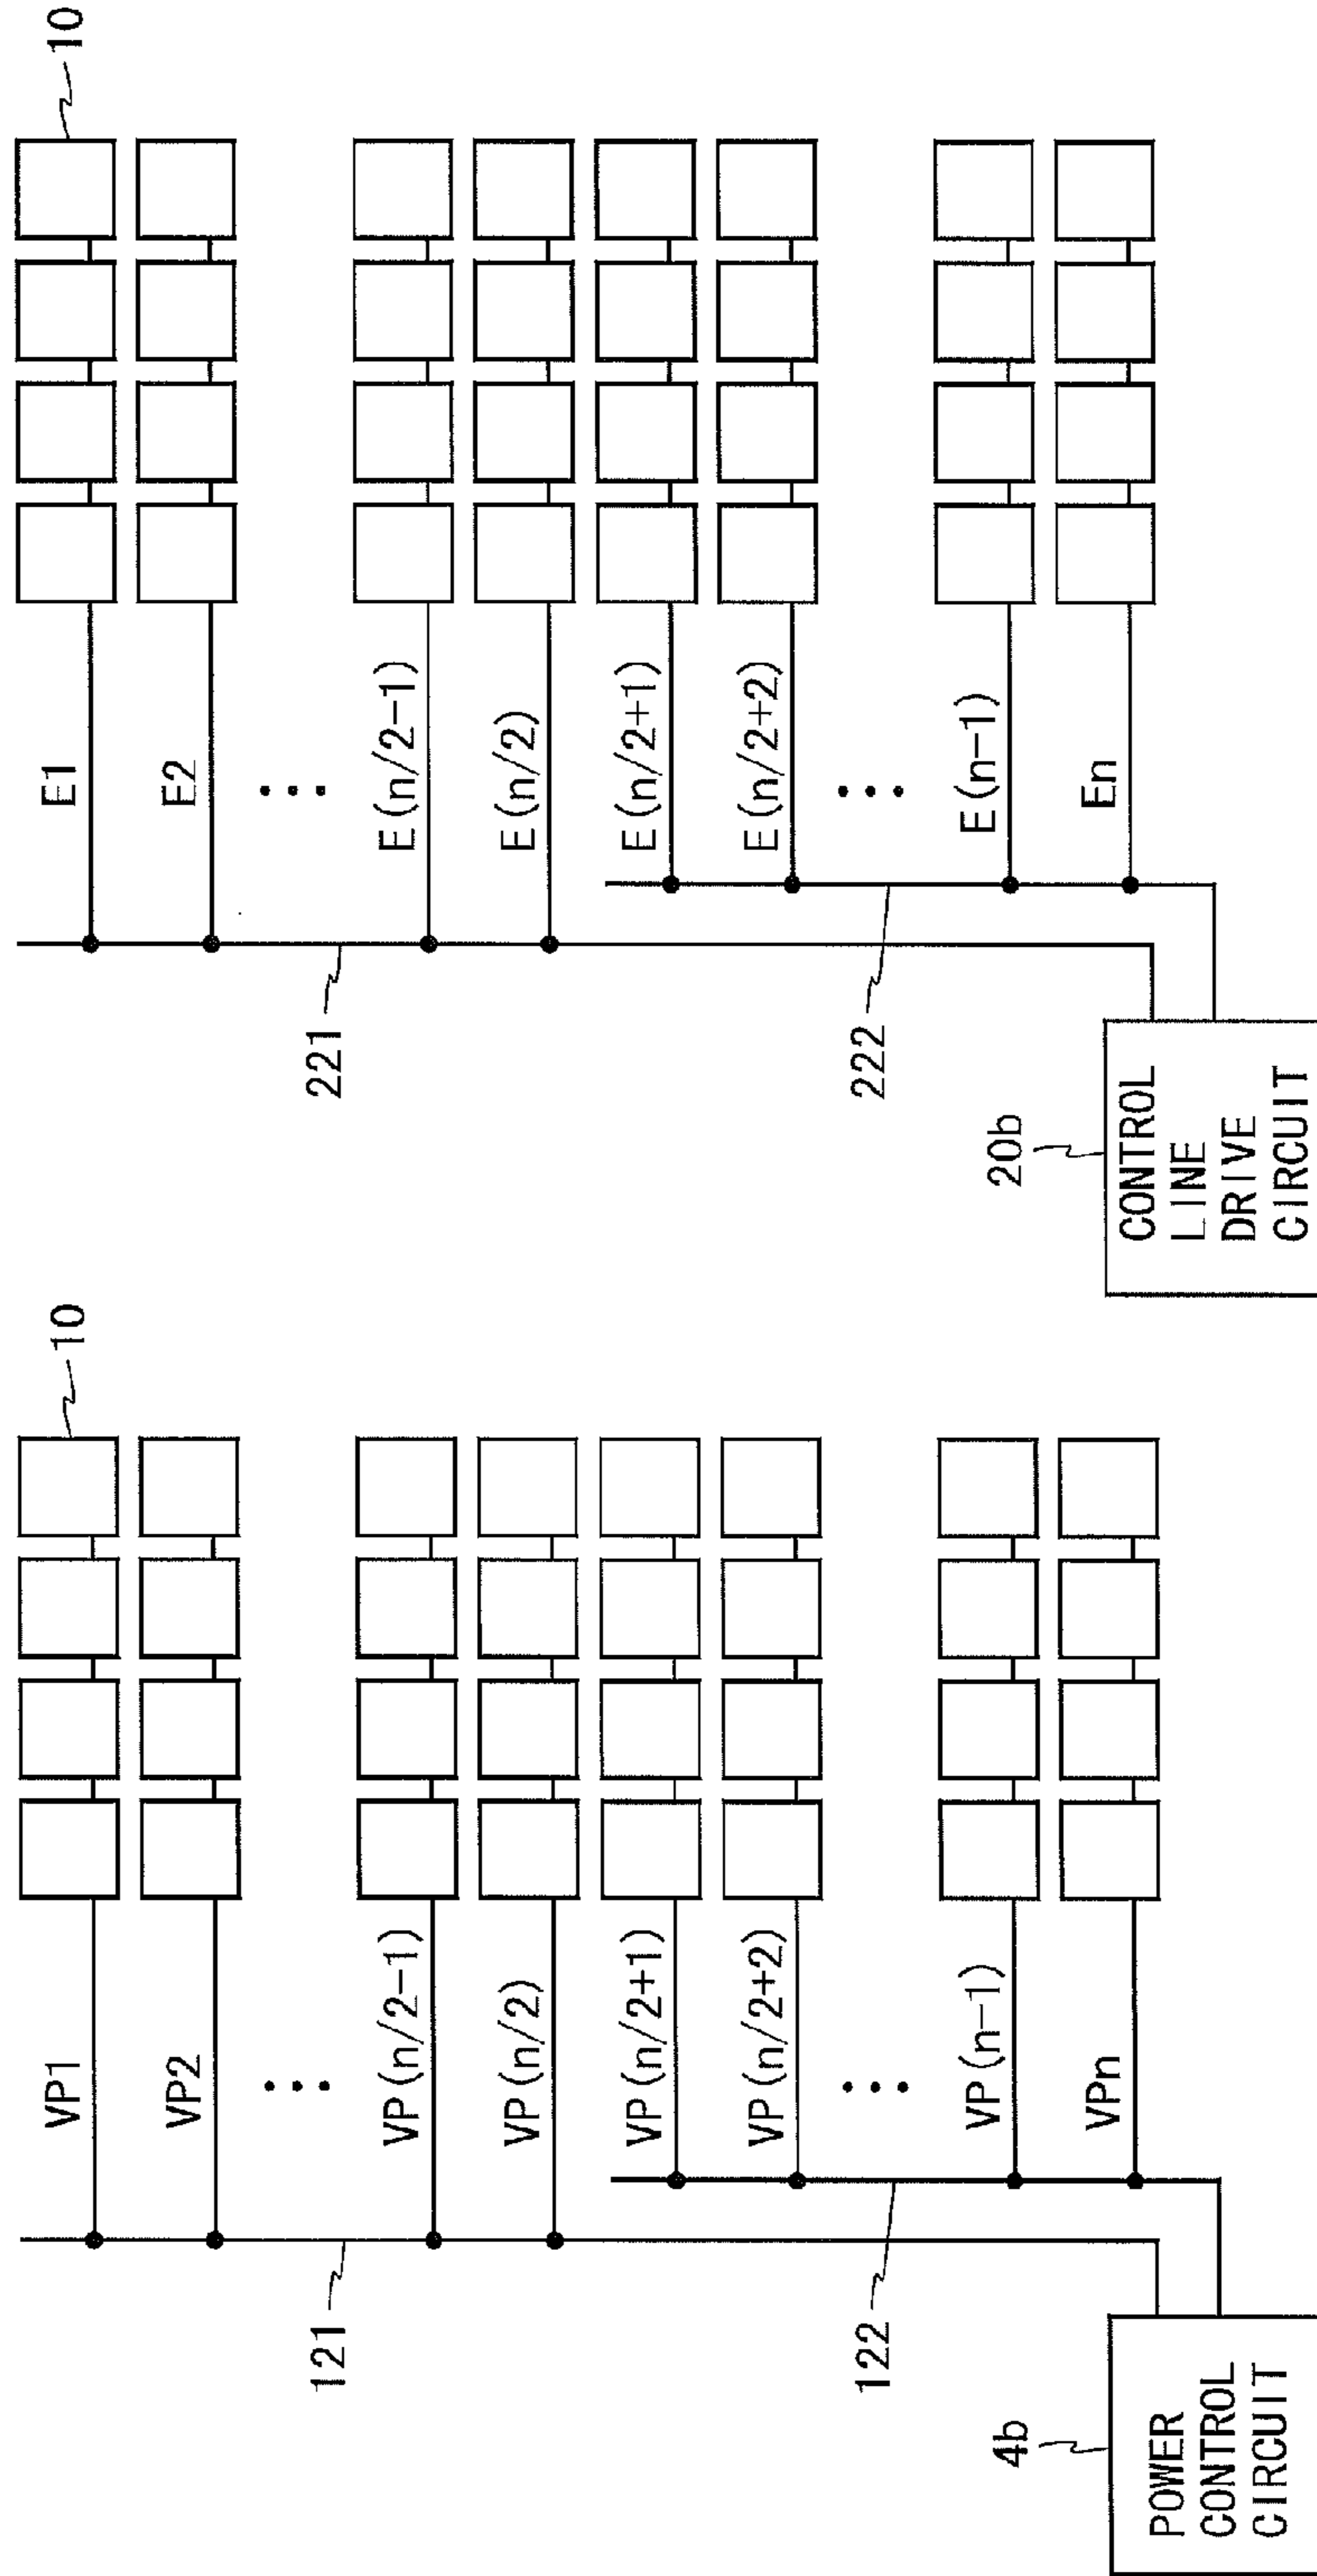 10
VP1
VP2
VP(n/2-1)
VP(n/2)
VP(n/2+1)
VP(n/2+2)
VP(n-1)
VPn
121
122
4b
POWER
CONTROL
CIRCUIT
10
E1
E2
E(n/2-1)
E(n/2)
E(n/2+1)
E(n/2+2)
E(n-1)
En
221
222
20b
CONTROL
LINE
DRIVE
CIRCUIT